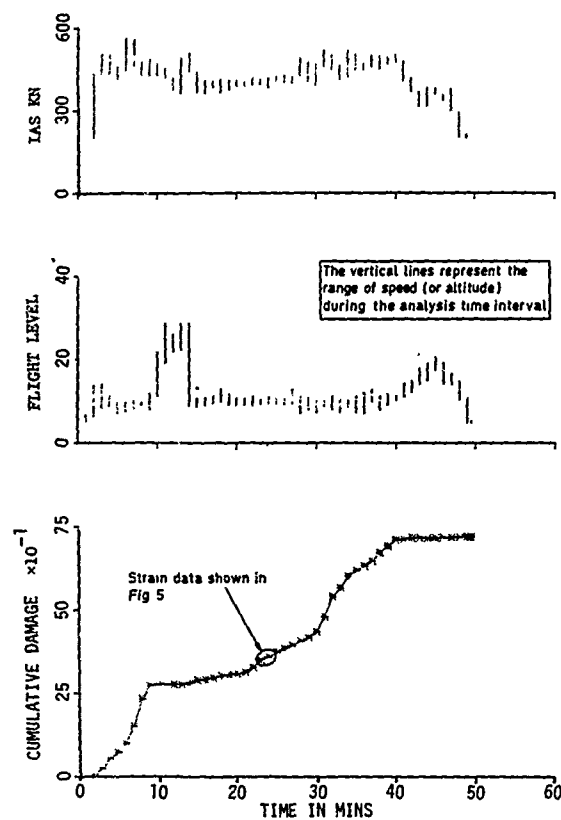 600
300
0
IAS KN
The vertical lines represent the
range of speed (or altitude)
during the analysis time interval
40
20
10
0
FLIGHT LEVEL
75
50
25
0
CUMULATIVE DAMAGE ×10⁻¹
Strain data shown in
Fig 5
0 10 20 30 40 50 60
TIME IN MINS